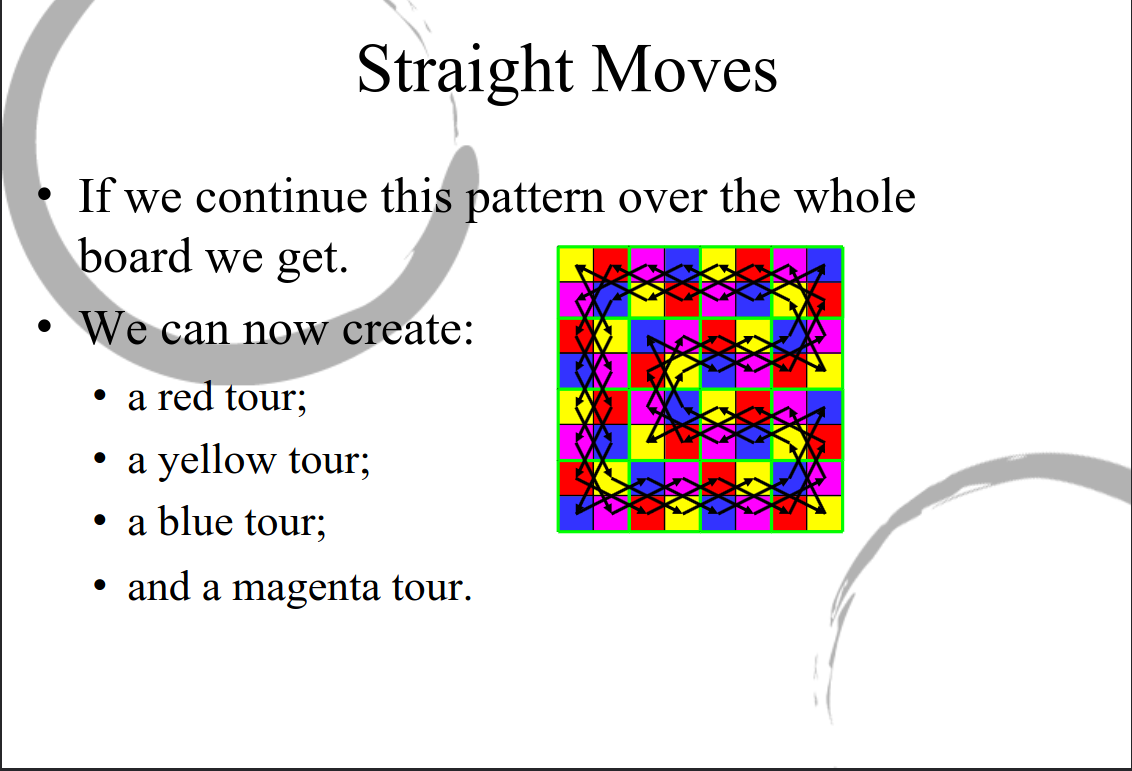 Straight Moves
• If we continue this pattern over the whole
board we get.
• We can now create:
• a red tour;
• a yellow tour;
• a blue tour;
• and a magenta tour.